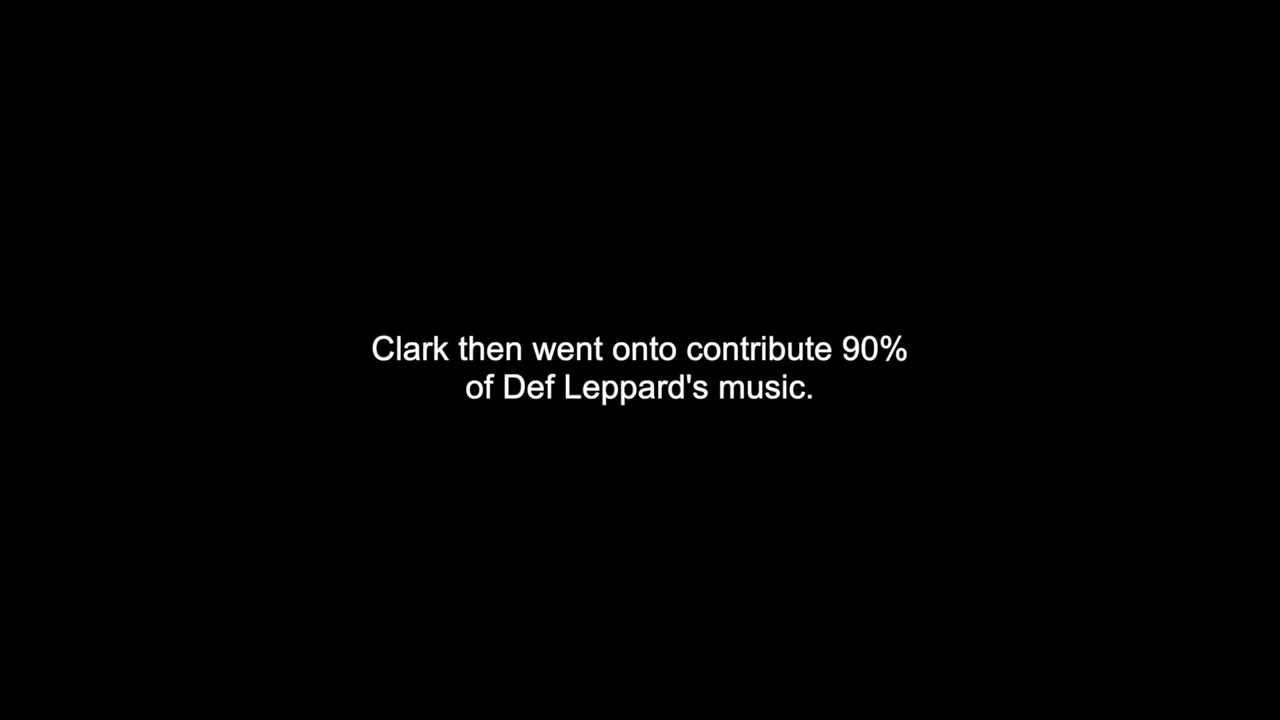 Clark then went onto contribute 90%
of Def Leppard's music.